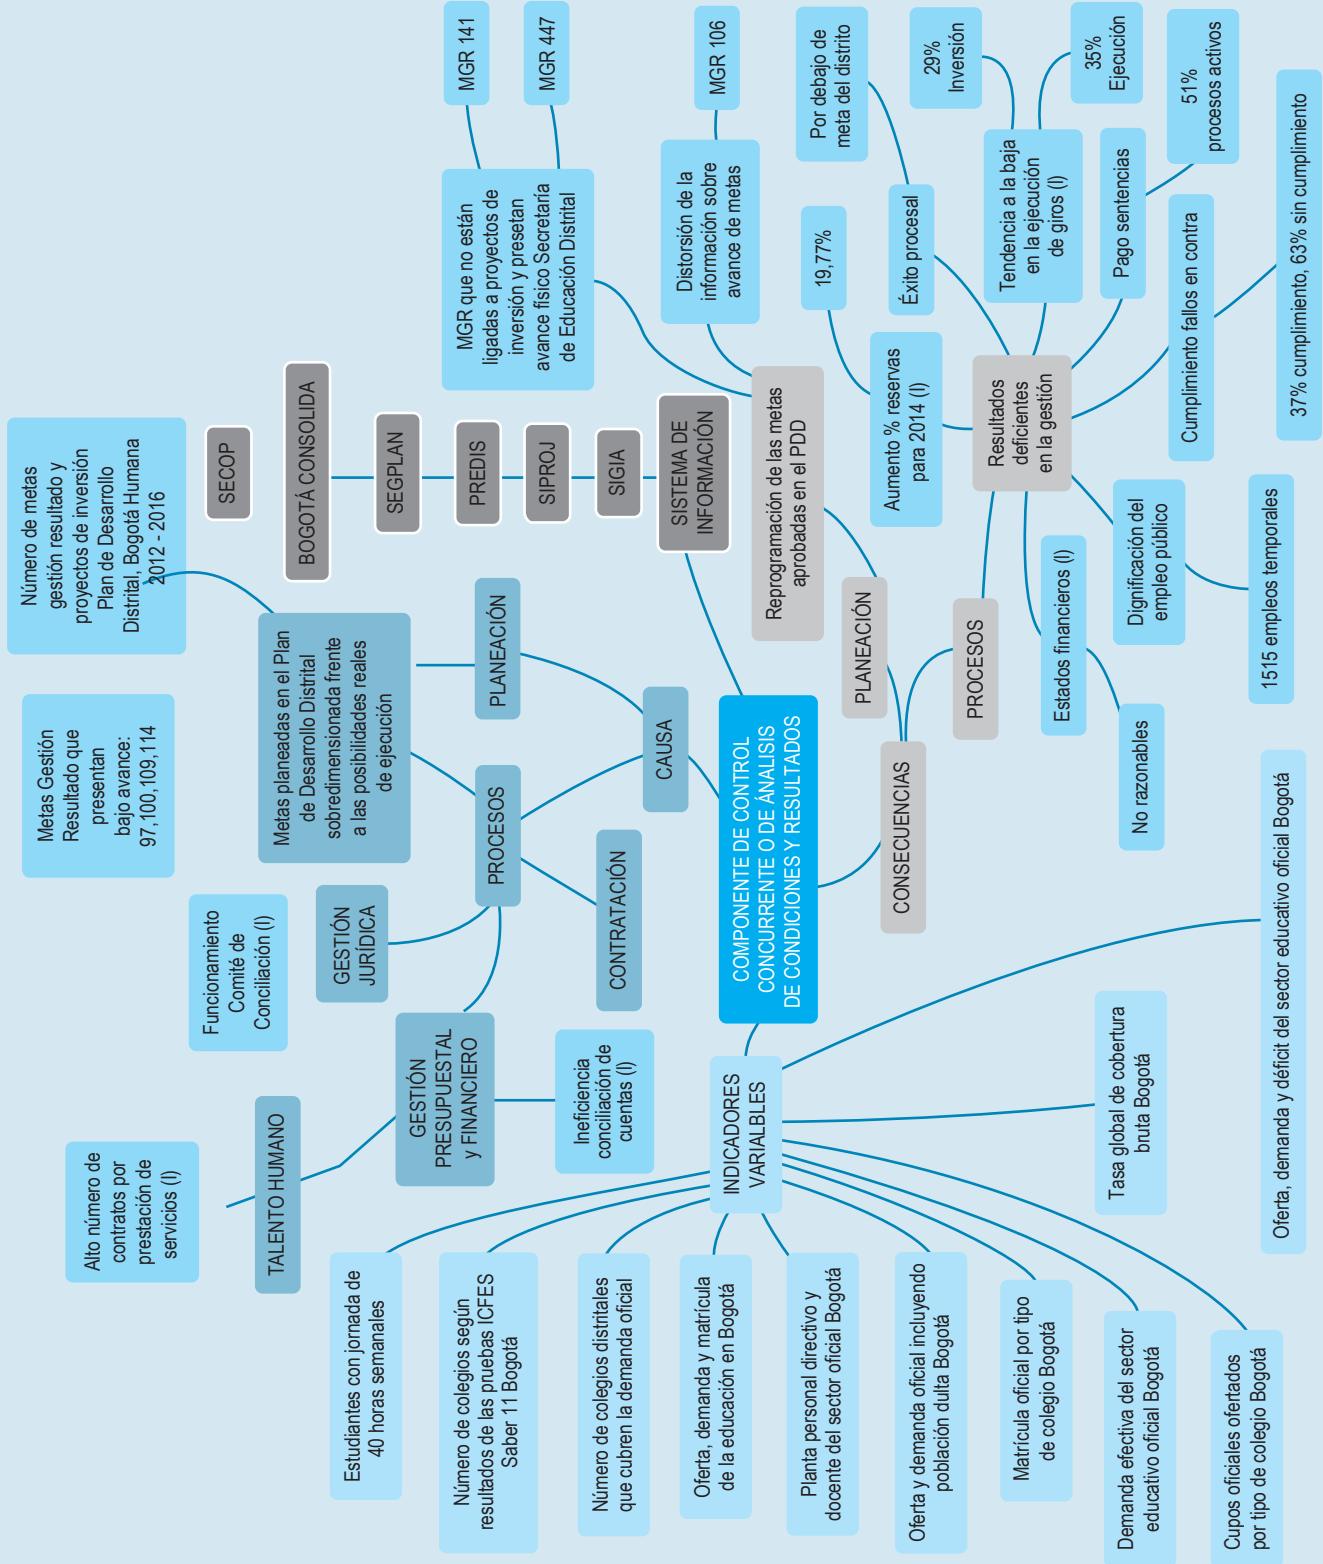 Alto número de
contratos por
prestación de
servicios (I)
TALENTO HUMANO
Funcionamiento
Comité de
Conciliación (I)
GESTIÓN
JURÍDICA
GESTIÓN
PRESUPUESTAL
y FINANCIERO
Ineficiencia
conciliación de
cuentas (I)
Metas Gestión
Resultado que
presentan
bajo avance:
97,100,109,114
Número de metas
gestión resultado y
proyectos de inversión
Plan de Desarrollo
Distrital, Bogotá Humana
2012 - 2016
Metas planeadas en el Plan
de Desarrollo Distrital
sobredimensionada frente
a las posibilidades reales
de ejecución
PROCESOS
PLANEACIÓN
CONTRATACIÓN
CAUSA
SECOP
BOGOTÁ CONSOLIDA
SEGPLAN
PREDIS
SIPROJ
SIGIA
SISTEMA DE
INFORMACIÓN
MGR 141
MGR 447
MGR que no están
ligadas a proyectos de
inversión y presetan
avance físico Secretaría
de Educación Distrital
MGR 106
Distorsión de la
información sobre
avance de metas
Reprogramación de las metas
aprobadas en el PDD
COMPONENTE DE CONTROL
CONCURRENTE O DE ÁNALISIS
DE CONDICIONES Y RESULTADOS
PLANEACIÓN
CONSECUENCIAS
PROCESOS
Resultados
deficientes
en la gestión
Aumento % reservas
para 2014 (I)
19,77%
Éxito procesal
Por debajo de
meta del distrito
Tendencia a la baja
en la ejecución
de giros (I)
29%
Inversión
35%
Ejecución
Pago sentencias
51%
procesos activos
Cumplimiento fallos en contra
37% cumplimiento, 63% sin cumplimiento
Dignificación del
empleo público
1515 empleos temporales
Estados financieros (I)
No razonables
INDICADORES
VARIALBLES
Estudiantes con jornada de
40 horas semanales
Número de colegios según
resultados de las pruebas ICFES
Saber 11 Bogotá
Número de colegios distritales
que cubren la demanda oficial
Oferta, demanda y matrícula
de la educación en Bogotá
Planta personal directivo y
docente del sector oficial Bogotá
Oferta y demanda oficial incluyendo
población dulta Bogotá
Matrícula oficial por tipo
de colegio Bogotá
Demanda efectiva del sector
educativo oficial Bogotá
Cupos oficiales ofertados
por tipo de colegio Bogotá
Tasa global de cobertura
bruta Bogotá
Oferta, demanda y déficit del sector educativo oficial Bogotá